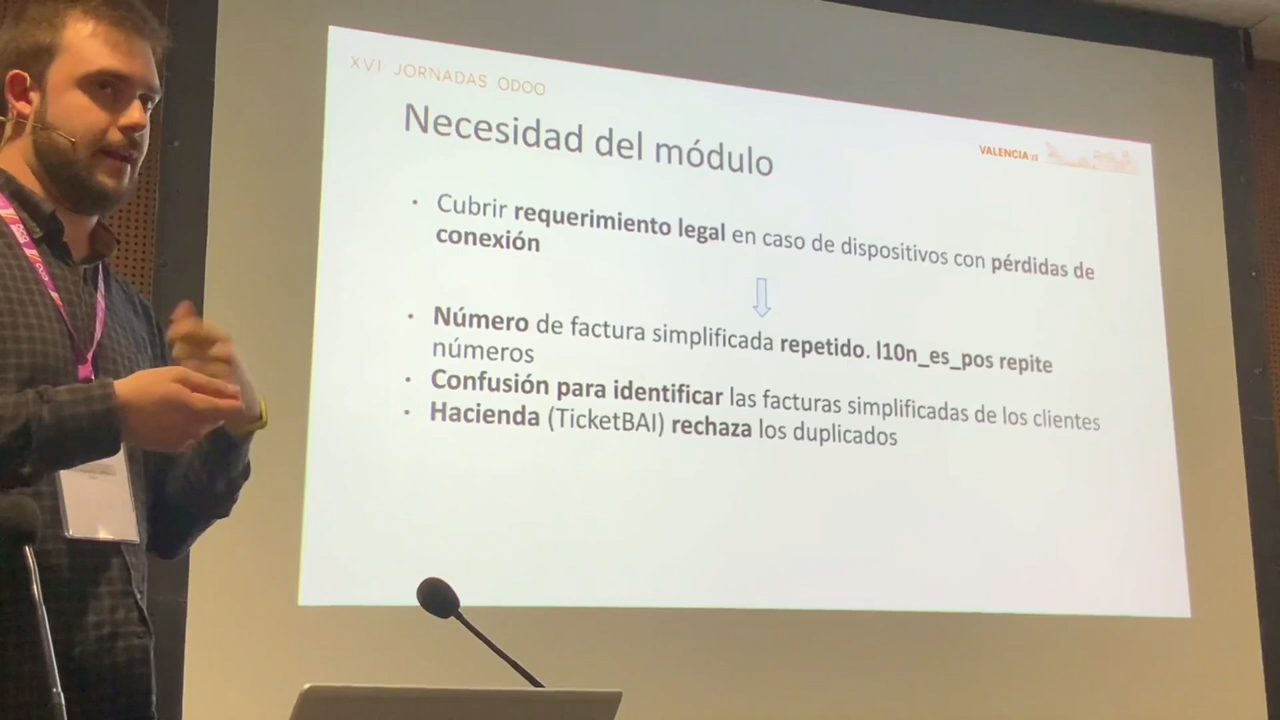 XVI JORNADAS ODOO
Necesidad del módulo
VALENCIA 23
• Cubrir requerimiento legal en caso de dispositivos con pérdidas de
conexión
• Número de factura simplificada repetido. l10n_es_pos repite
números
• Confusión para identificar las facturas simplificadas de los clientes
• Hacienda (TicketBAI) rechaza los duplicados